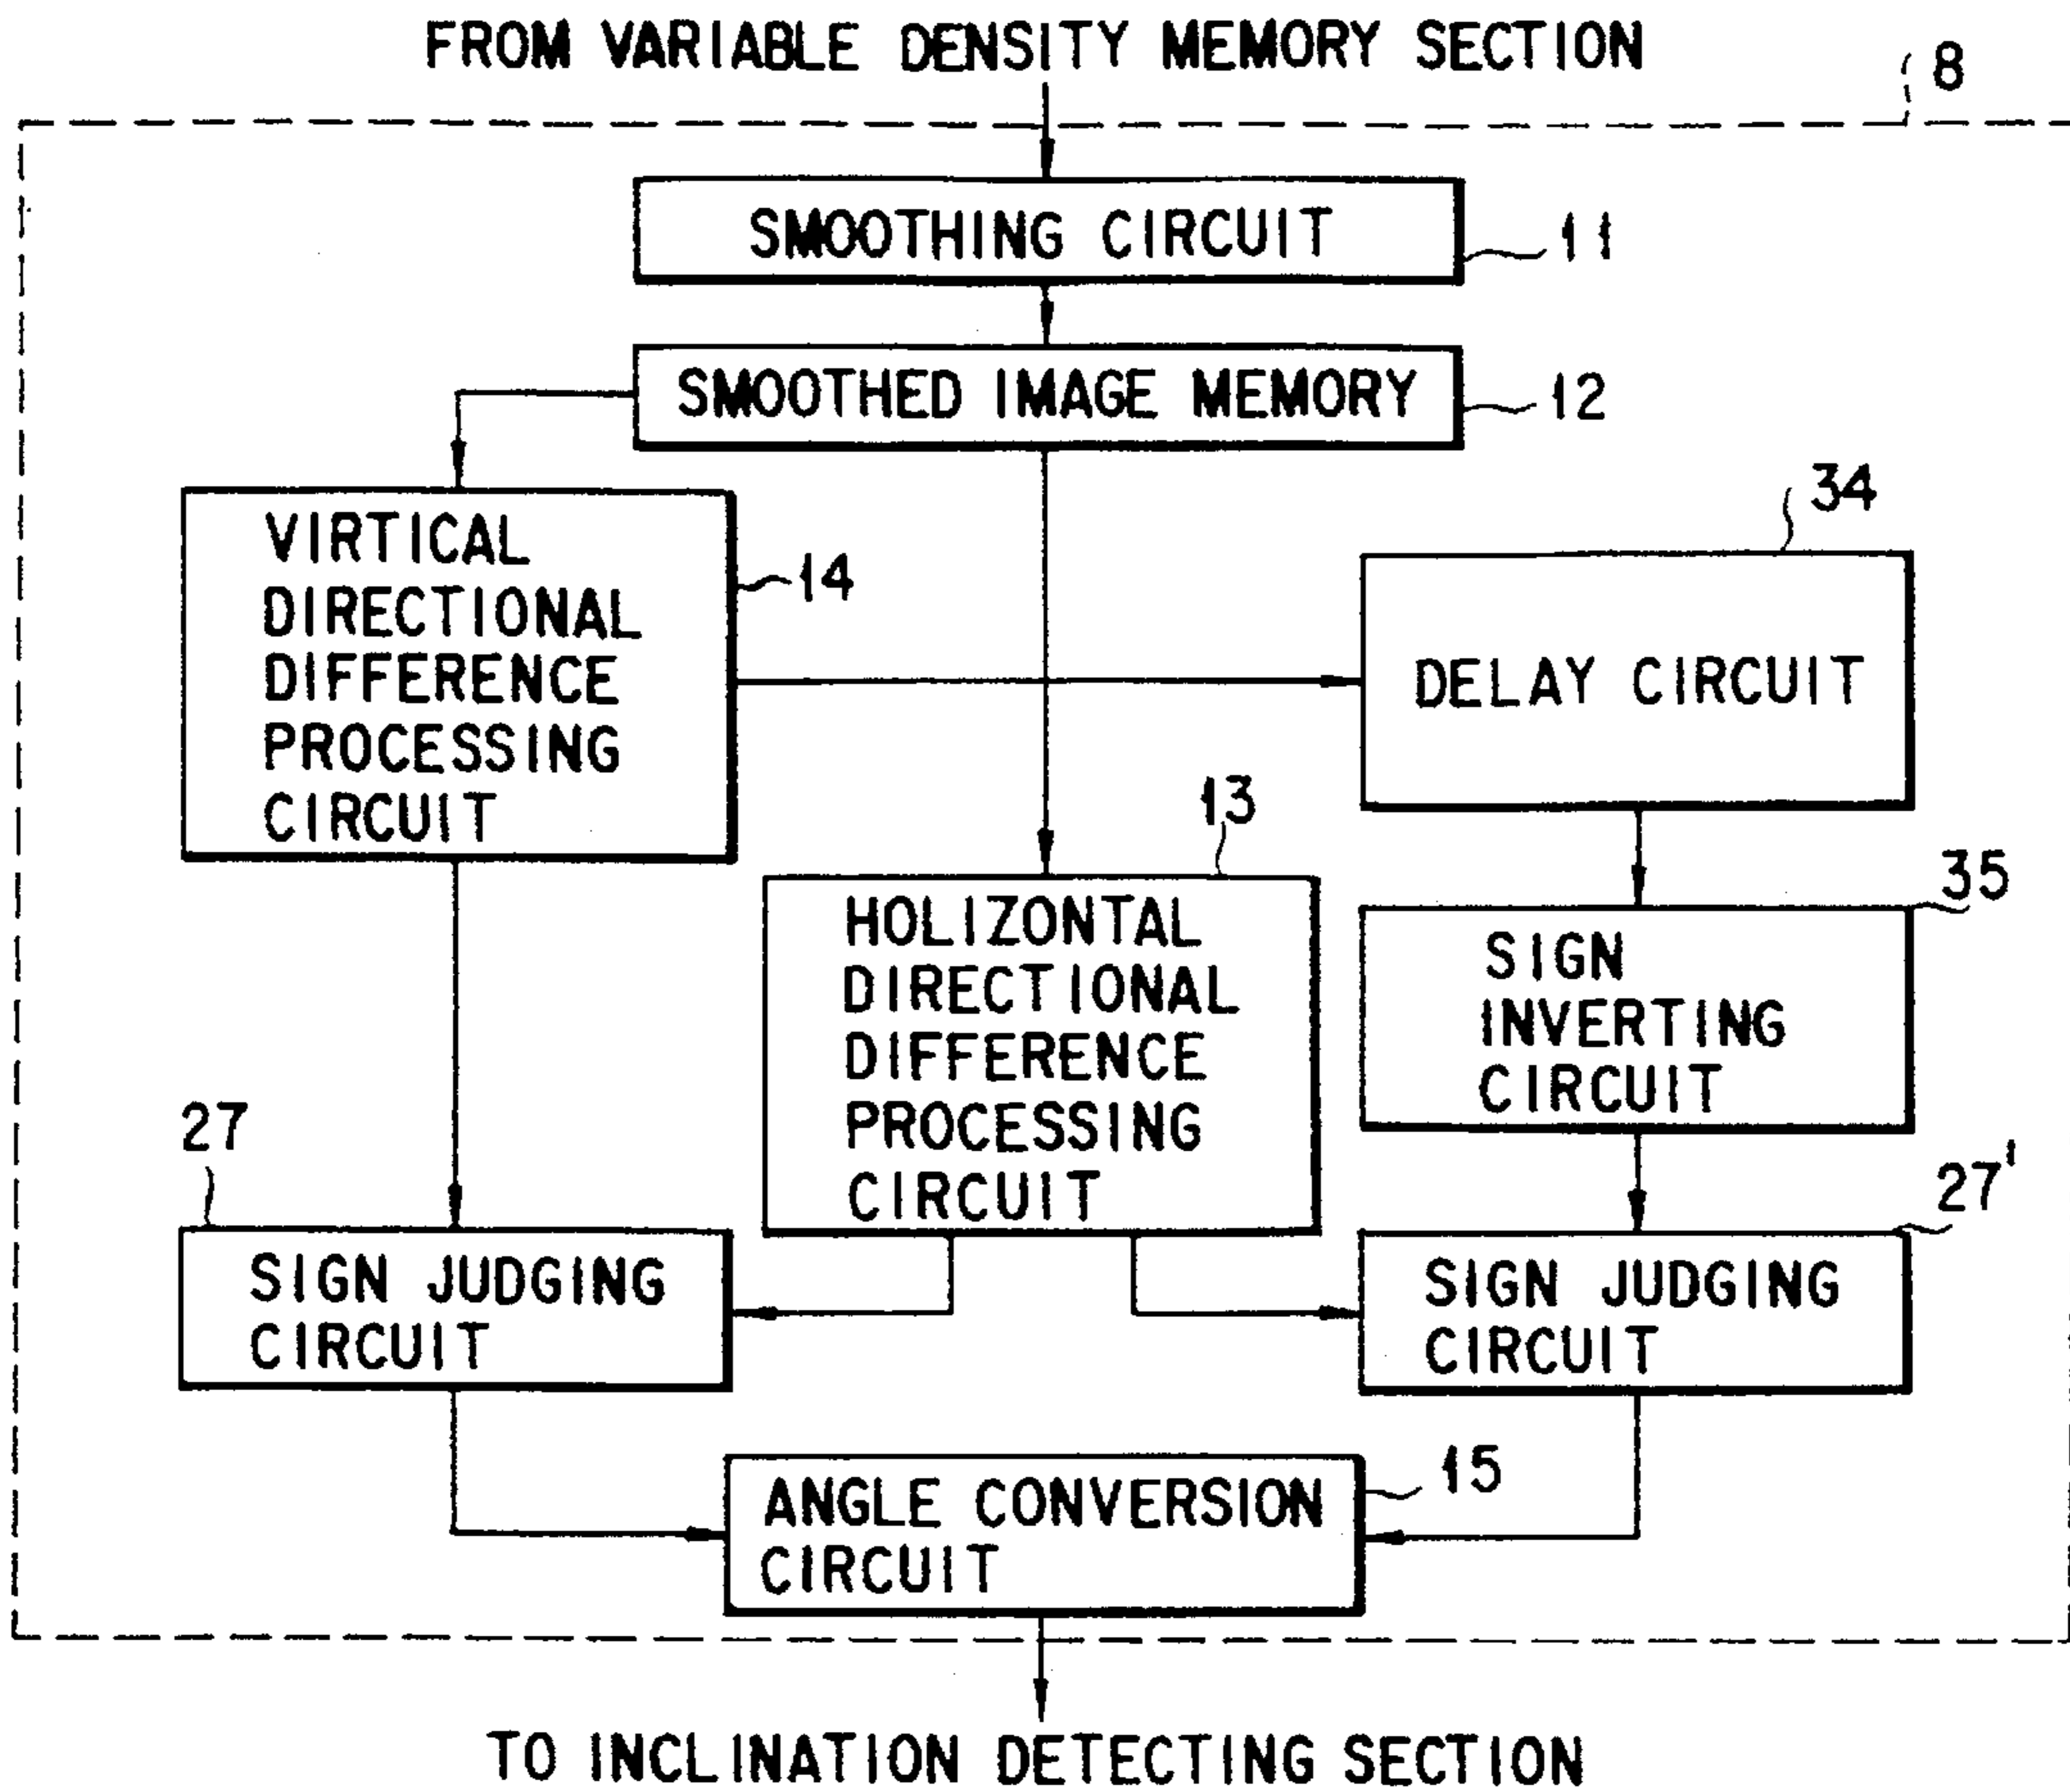 FROM VARIABLE DENSITY MEMORY SECTION
8
SMOOTHING CIRCUIT
11
SMOOTHED IMAGE MEMORY
12
VIRTICAL
DIRECTIONAL
DIFFERENCE
PROCESSING
CIRCUIT
14
34
DELAY CIRCUIT
13
HOLIZONTAL
DIRECTIONAL
DIFFERENCE
PROCESSING
CIRCUIT
35
SIGN
INVERTING
CIRCUIT
27
SIGN JUDGING
CIRCUIT
27'
SIGN JUDGING
CIRCUIT
15
ANGLE CONVERSION
CIRCUIT
TO INCLINATION DETECTING SECTION